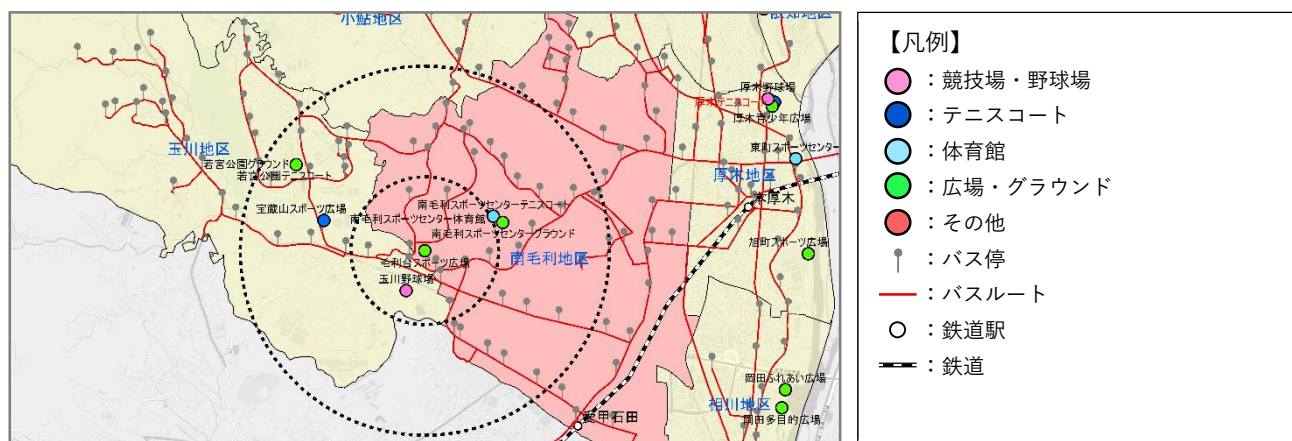 小鮎地区
依知地区
厚木野球場
厚木テニスコート
厚木青少年広場
東町スポーツセンター
玉川地区
若宮公園グラウンド
若宮公園テニスコート
厚木地区
本厚木
宝蔵山スポーツ広場
南毛利スポーツセンターテニスコート
南毛利スポーツセンター体育館
南毛利スポーツセンターグラウンド
旭町スポーツ広場
毛利台スポーツ広場
南毛利地区
玉川野球場
岡田ふれあい広場
相川地区
岡田多目的広場
愛甲石田
【凡例】
：競技場・野球場
：テニスコート
：体育館
：広場・グラウンド
：その他
：バス停
：バスルート
：鉄道駅
：鉄道